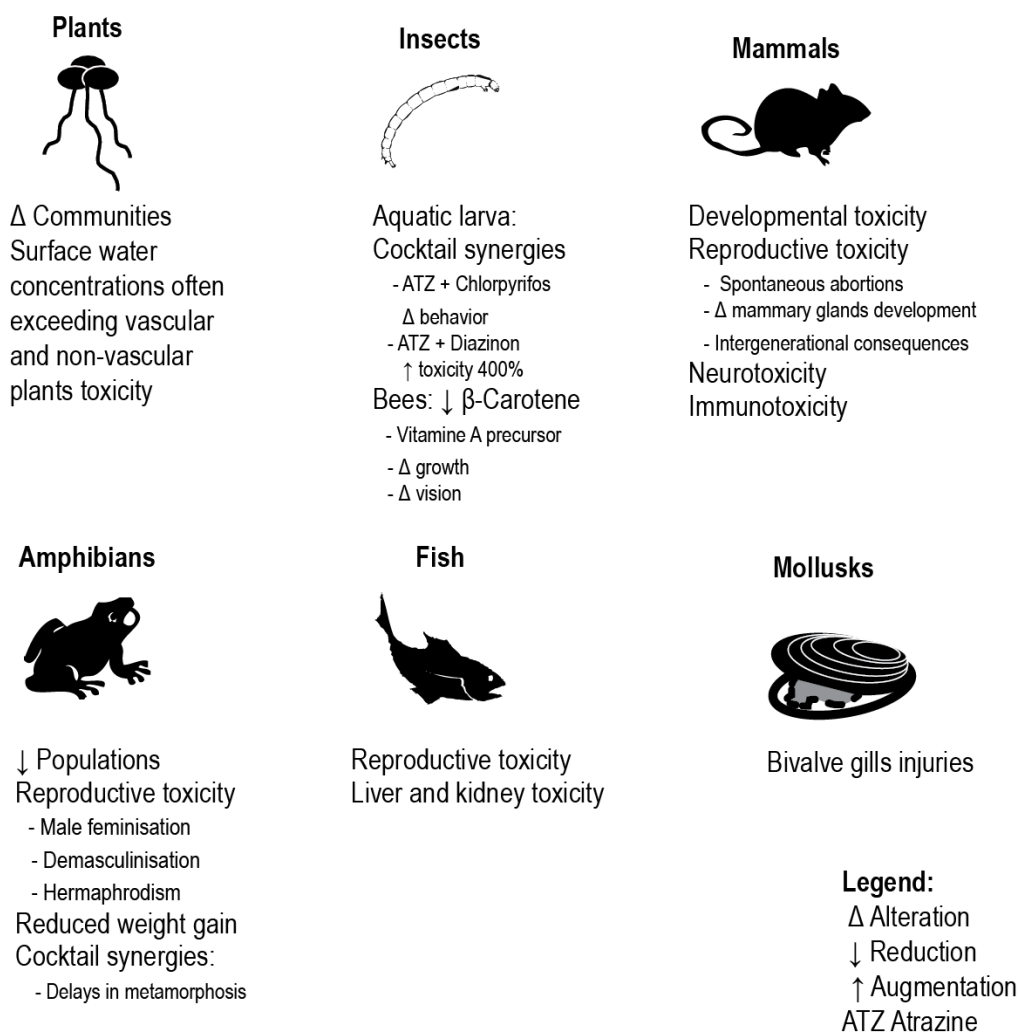 Plants
Δ Communities
Surface water
concentrations often
exceeding vascular
and non-vascular
plants toxicity
Insects
Aquatic larva:
Cocktail synergies
- ATZ + Chlorpyrifos
Δ behavior
- ATZ + Diazinon
↑ toxicity 400%
Bees: ↓ β-Carotene
- Vitamine A precursor
- Δ growth
- Δ vision
Mammals
Developmental toxicity
Reproductive toxicity
- Spontaneous abortions
- Δ mammary glands development
- Intergenerational consequences
Neurotoxicity
Immunotoxicity
Amphibians
↓ Populations
Reproductive toxicity
- Male feminisation
- Demasculinisation
- Hermaphrodism
Reduced weight gain
Cocktail synergies:
- Delays in metamorphosis
Fish
Reproductive toxicity
Liver and kidney toxicity
Mollusks
Bivalve gills injuries
Legend:
Δ Alteration
↓ Reduction
↑ Augmentation
ATZ Atrazine